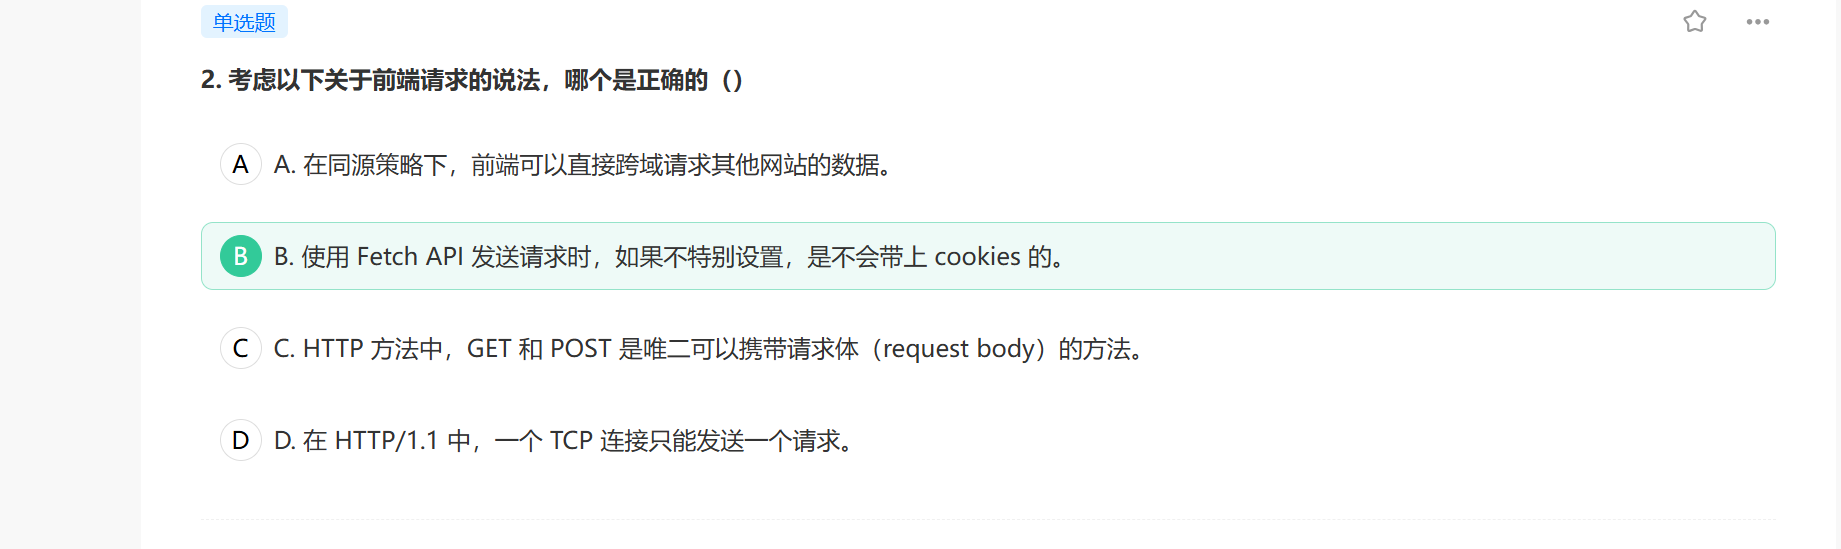 单选题
2. 考虑以下关于前端请求的说法，哪个是正确的（）
A A. 在同源策略下，前端可以直接跨域请求其他网站的数据。
B B. 使用 Fetch API 发送请求时，如果不特别设置，是不会带上 cookies 的。
C C. HTTP 方法中，GET 和 POST 是唯二可以携带请求体（request body）的方法。
D D. 在 HTTP/1.1 中，一个 TCP 连接只能发送一个请求。